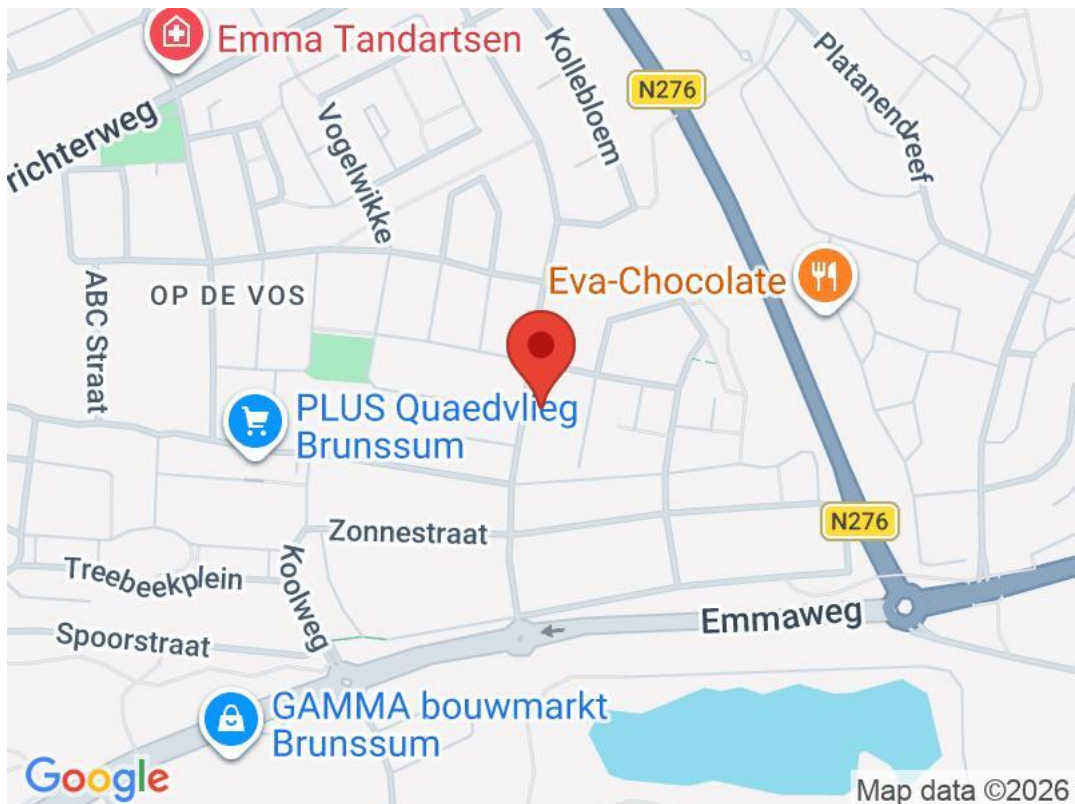 Emma Tandartsen
Kollebloem
N276
Platanendreef
richterweg
Vogelwikke
ABC Straat
OP DE VOS
Eva-Chocolate
PLUS Quaedvlieg
Brunssum
Zonnestraat
N276
Treebeekplein
Koolweg
Spoorstraat
Emmaweg
GAMMA bouwmarkt
Brunssum
Google
Map data ©2026